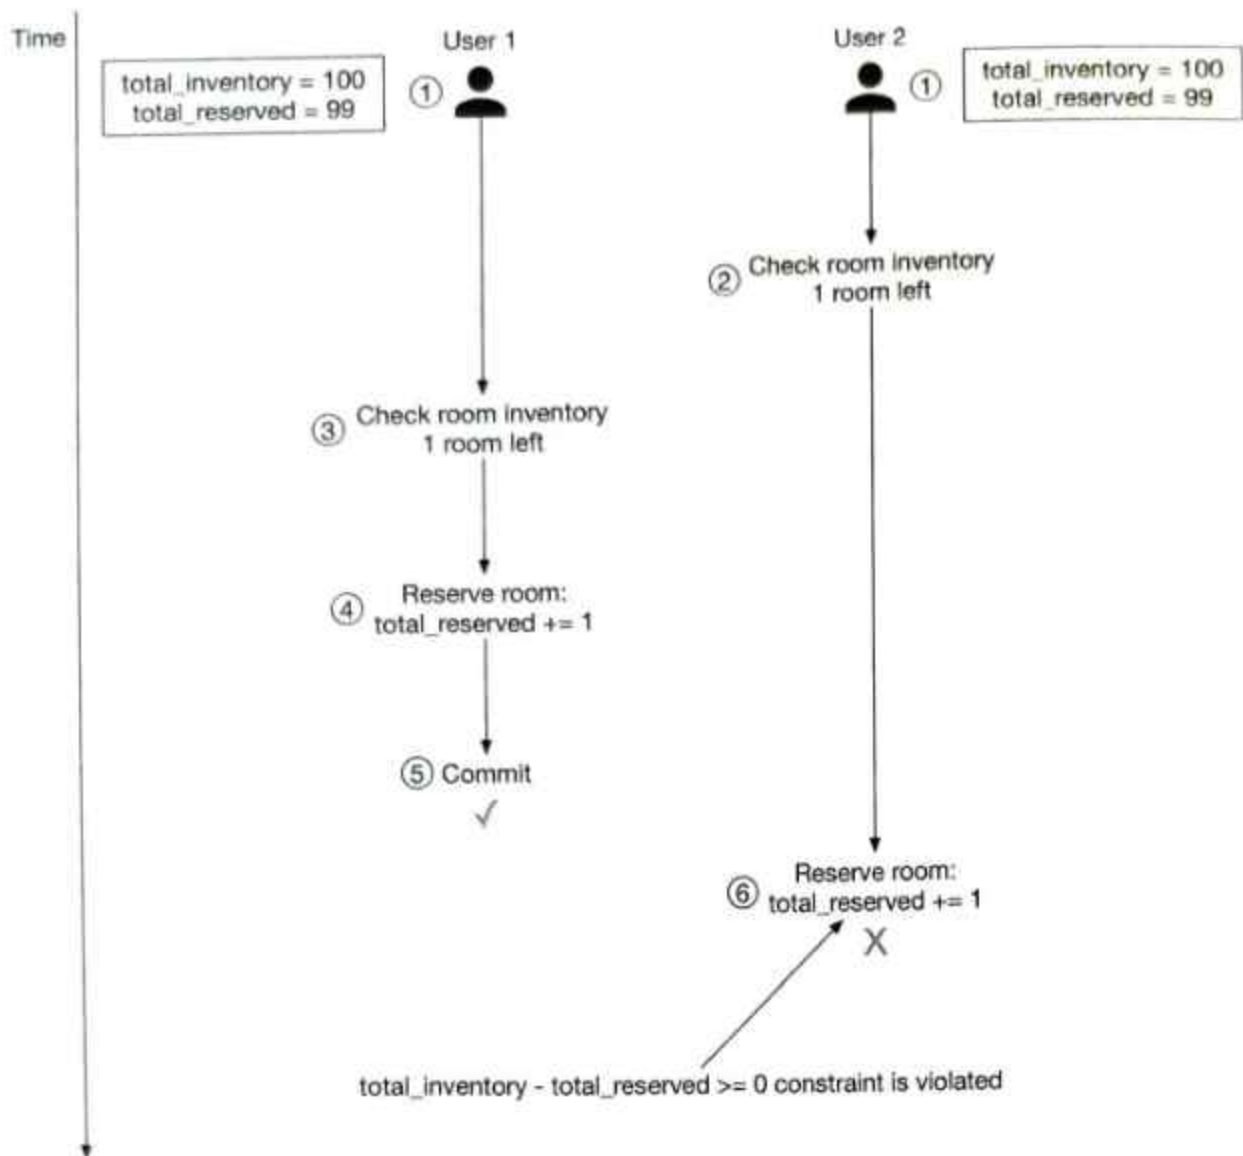 Time
User 1
User 2
total_inventory = 100
total_reserved = 99
①
①
total_inventory = 100
total_reserved = 99
② Check room inventory
1 room left
③ Check room inventory
1 room left
④ Reserve room:
total_reserved += 1
⑤ Commit
✓
⑥ Reserve room:
total_reserved += 1
X
total_inventory - total_reserved >= 0 constraint is violated